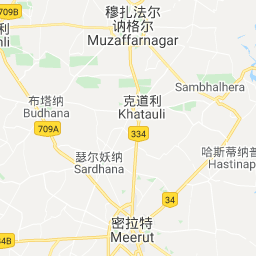 709B
穆扎法尔
讷格尔
Muzaffarnagar
利
nli
Sambhalhera
布塔纳
Budhana
克道利
Khatauli
709A
334
瑟尔妖纳
Sardhana
哈斯蒂纳普
Hastinap
34
密拉特
Meerut
4B